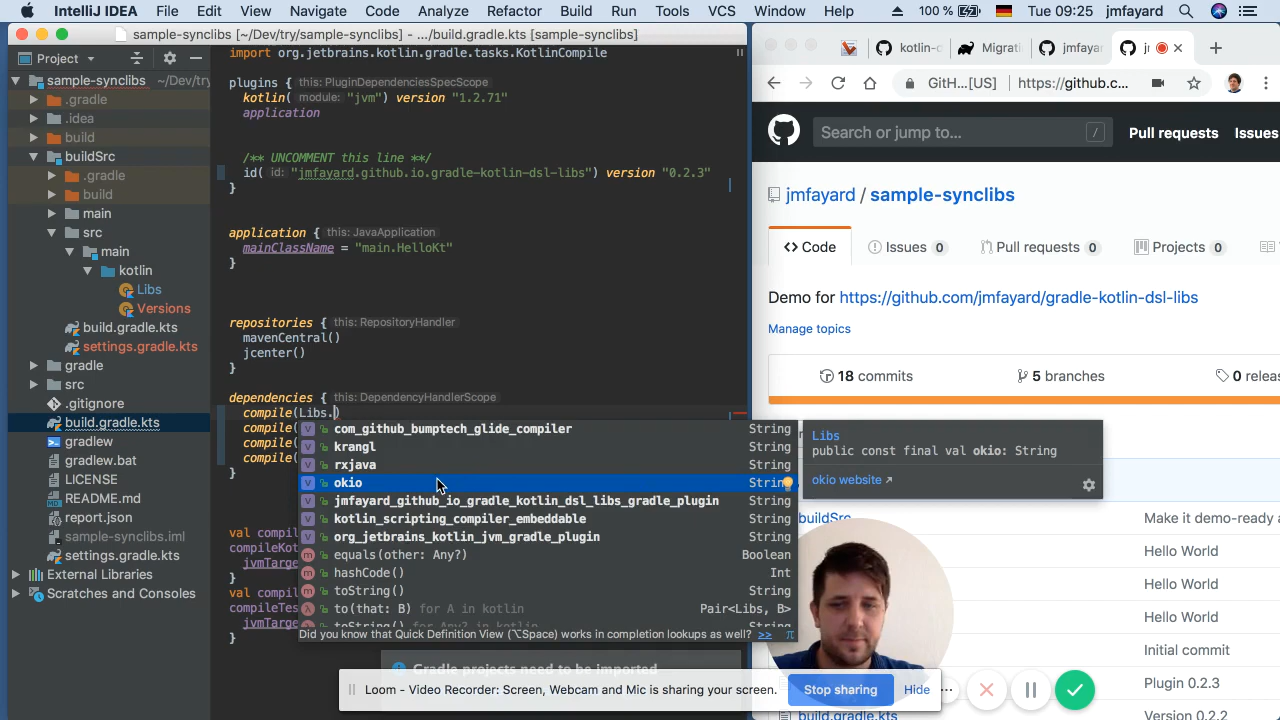 IntelliJ IDEA File Edit View Navigate Code Analyze Refactor Build Run Tools VCS Window Help 100 % Tue 09:25 jmfayard
sample-synclibs [~/Dev/try/sample-synclibs] - .../build.gradle.kts [sample-synclibs]
Project
sample-synclibs ~/Dev/try
.gradle
.idea
build
buildSrc
.gradle
build
main
src
main
kotlin
Libs
Versions
build.gradle.kts
settings.gradle.kts
gradle
src
.gitignore
build.gradle.kts
gradlew
gradlew.bat
LICENSE
README.md
report.json
sample-synclibs.iml
settings.gradle.kts
External Libraries
Scratches and Consoles
import org.jetbrains.kotlin.gradle.tasks.KotlinCompile
plugins { this: PluginDependenciesSpecScope
kotlin( module: "jvm") version "1.2.71"
application
/** UNCOMMENT this line **/
id( id: "jmfayard.github.io.gradle-kotlin-dsl-libs") version "0.2.3"
}
application { this: JavaApplication
mainClassName = "main.HelloKt"
}
repositories { this: RepositoryHandler
mavenCentral()
jcenter()
}
dependencies { this: DependencyHandlerScope
compile(Libs.)
compile(
compile(
compile(
}
val compil
compileKot
jvmTarge
}
val compil
compileTes
jvmTarge
}
com_github_bumptech_glide_compiler String
krangl String
rxjava String
okio String
jmfayard_github_io_gradle_kotlin_dsl_libs_gradle_plugin String
kotlin_scripting_compiler_embeddable String
org_jetbrains_kotlin_jvm_gradle_plugin String
equals(other: Any?) Boolean
hashCode() Int
toString() String
to(that: B) for A in kotlin Pair<Libs, B>
toString() for Any? in kotlin String
Did you know that Quick Definition View (⌥Space) works in completion lookups as well? >> π
Libs
public const final val okio: String
okio website ↗
Gradle projects need to be imported
Loom - Video Recorder: Screen, Webcam and Mic is sharing your screen. Stop sharing Hide
kotlin-c
Migrati
jmfaya
GitH...[US] https://github.c...
Search or jump to... / Pull requests Issues
jmfayard / sample-synclibs
Code Issues 0 Pull requests 0 Projects 0
Demo for https://github.com/jmfayard/gradle-kotlin-dsl-libs
Manage topics
18 commits 5 branches 0 relea
buildSrc Make it demo-ready a
Hello World
Hello World
Hello World
Initial commit
Plugin 0.2.3
build.gradle.kts Version 0.2.2